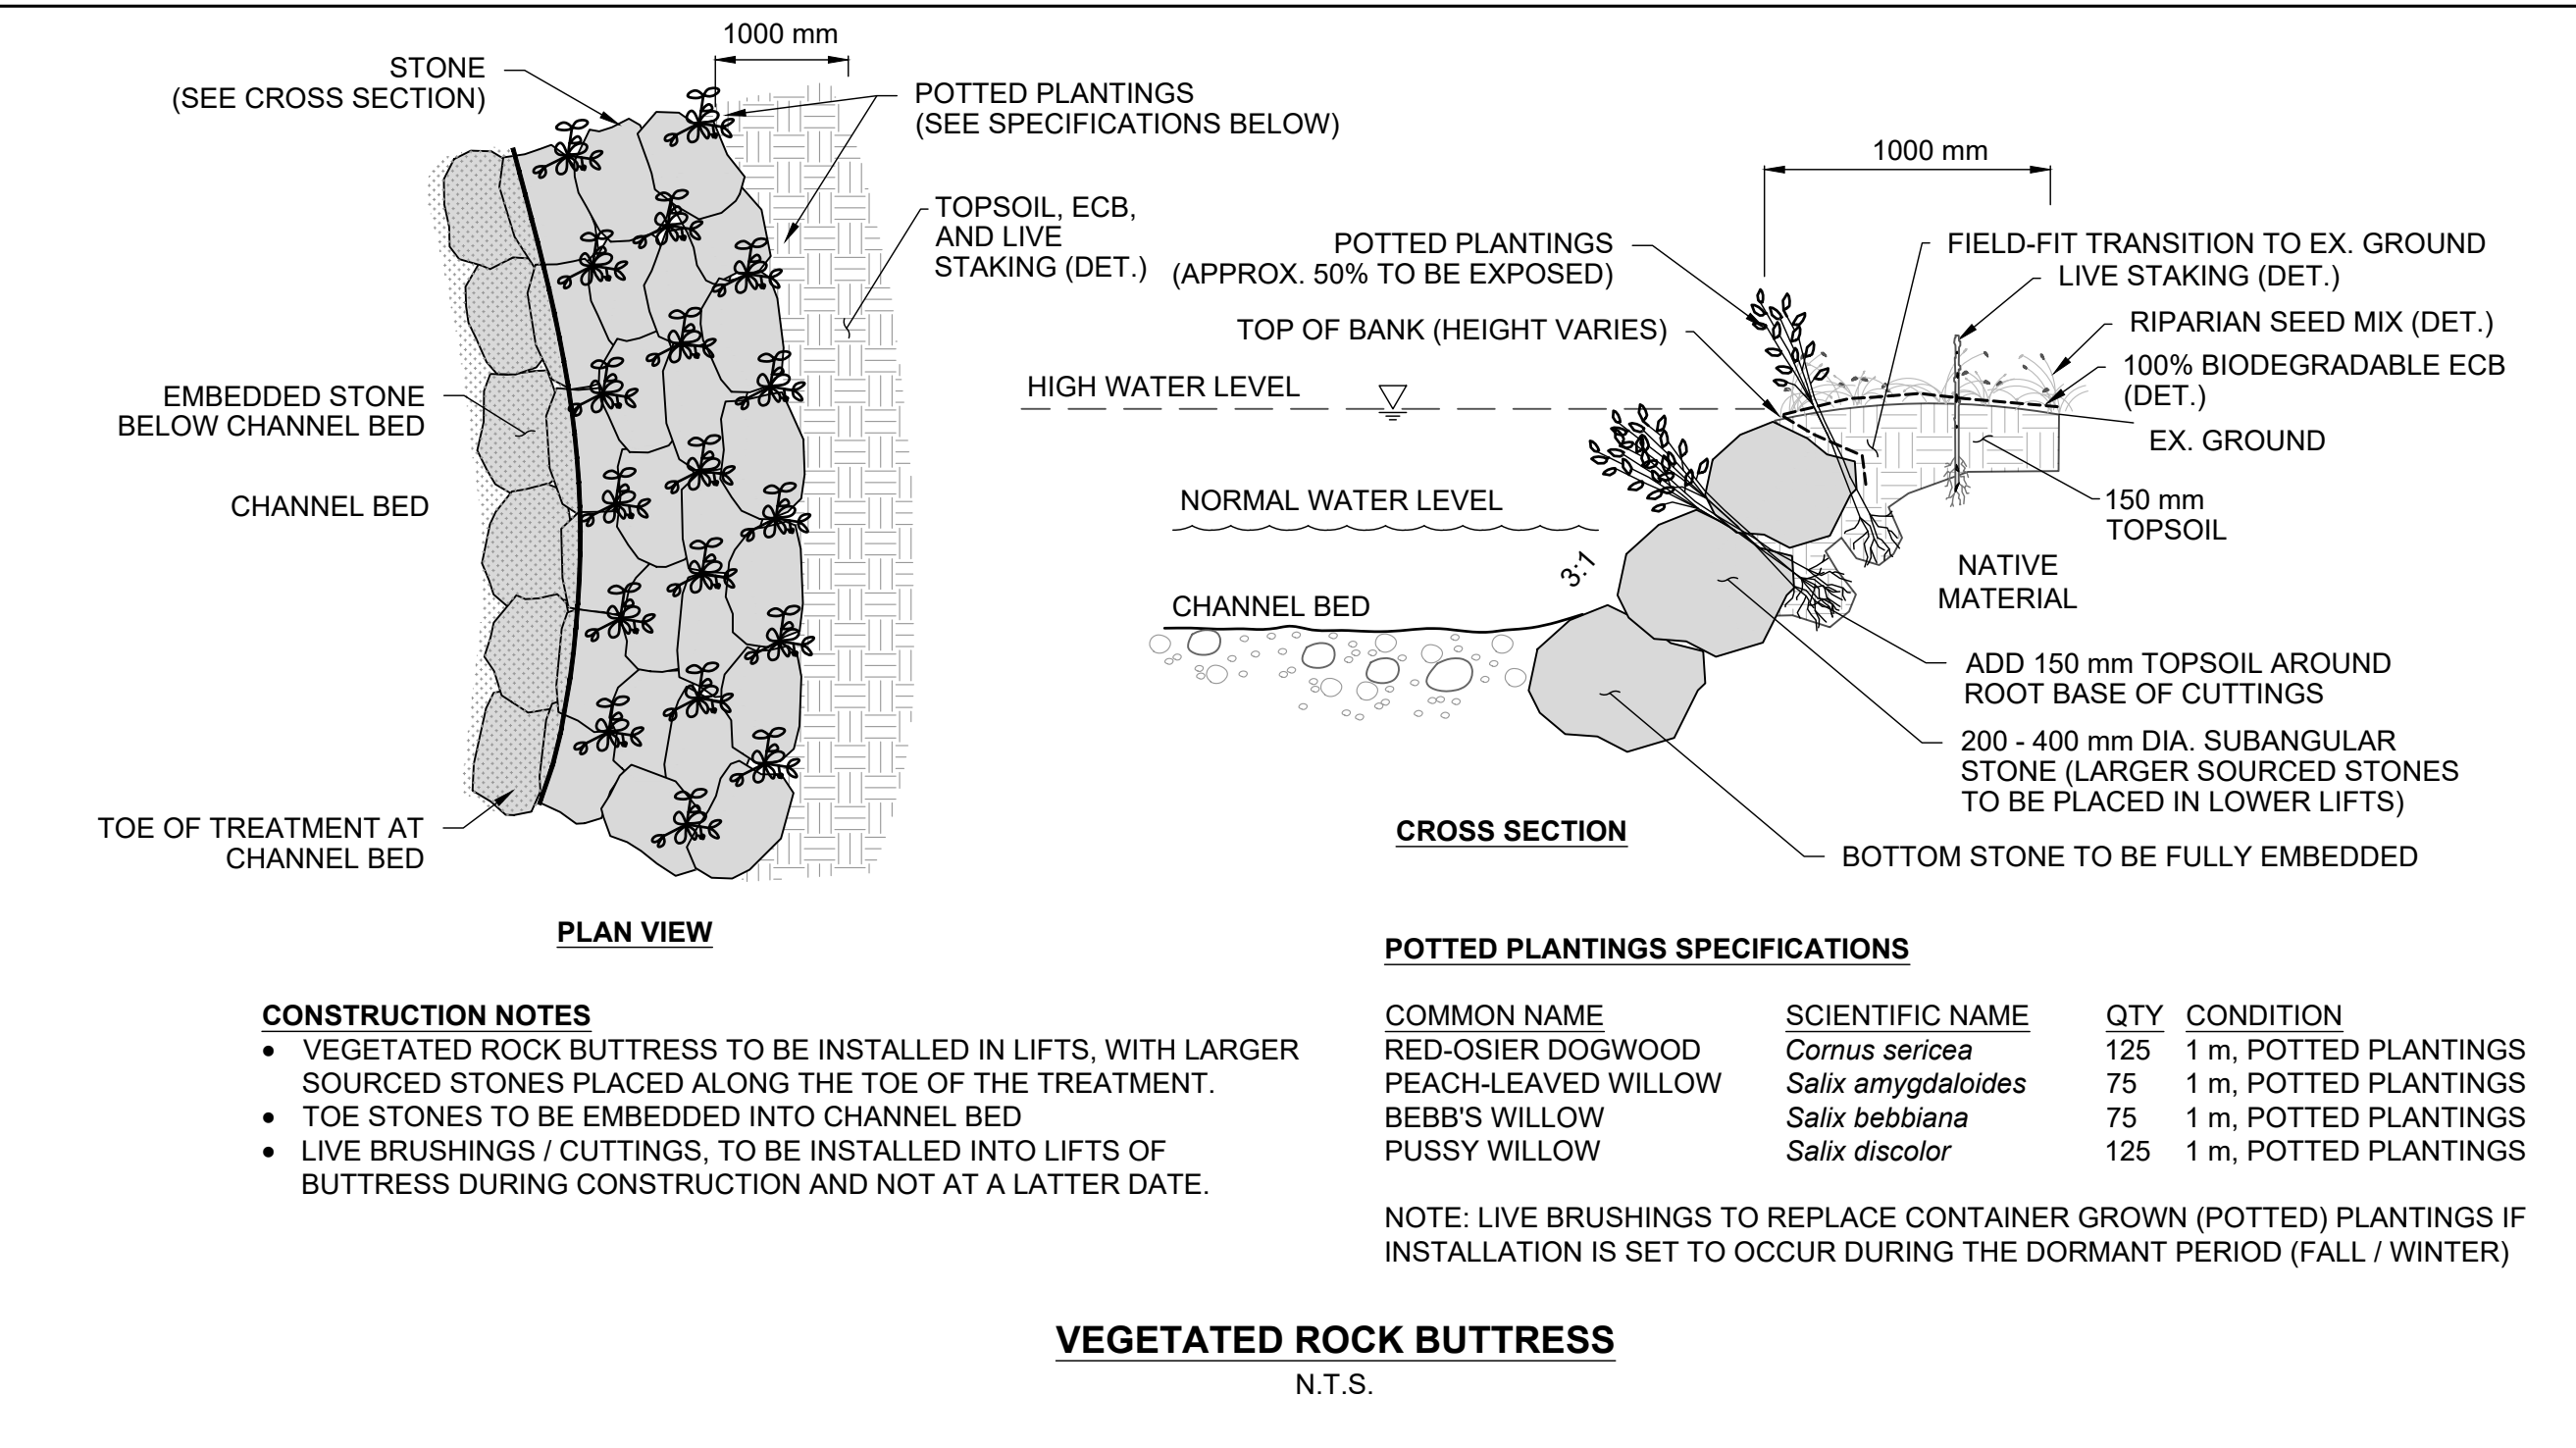 1000 mm
STONE
(SEE CROSS SECTION)
POTTED PLANTINGS
(SEE SPECIFICATIONS BELOW)
TOPSOIL, ECB,
AND LIVE
STAKING (DET.)
EMBEDDED STONE
BELOW CHANNEL BED
CHANNEL BED
TOE OF TREATMENT AT
CHANNEL BED
PLAN VIEW
1000 mm
POTTED PLANTINGS
(APPROX. 50% TO BE EXPOSED)
TOP OF BANK (HEIGHT VARIES)
HIGH WATER LEVEL
NORMAL WATER LEVEL
3:1
CHANNEL BED
FIELD-FIT TRANSITION TO EX. GROUND
LIVE STAKING (DET.)
RIPARIAN SEED MIX (DET.)
100% BIODEGRADABLE ECB
(DET.)
EX. GROUND
150 mm
TOPSOIL
NATIVE
MATERIAL
ADD 150 mm TOPSOIL AROUND
ROOT BASE OF CUTTINGS
200 - 400 mm DIA. SUBANGULAR
STONE (LARGER SOURCED STONES
TO BE PLACED IN LOWER LIFTS)
BOTTOM STONE TO BE FULLY EMBEDDED
CROSS SECTION
CONSTRUCTION NOTES
• VEGETATED ROCK BUTTRESS TO BE INSTALLED IN LIFTS, WITH LARGER
SOURCED STONES PLACED ALONG THE TOE OF THE TREATMENT.
• TOE STONES TO BE EMBEDDED INTO CHANNEL BED
• LIVE BRUSHINGS / CUTTINGS, TO BE INSTALLED INTO LIFTS OF
BUTTRESS DURING CONSTRUCTION AND NOT AT A LATTER DATE.
POTTED PLANTINGS SPECIFICATIONS
COMMON NAME SCIENTIFIC NAME QTY CONDITION
RED-OSIER DOGWOOD Cornus sericea 125 1 m, POTTED PLANTINGS
PEACH-LEAVED WILLOW Salix amygdaloides 75 1 m, POTTED PLANTINGS
BEBB'S WILLOW Salix bebbiana 75 1 m, POTTED PLANTINGS
PUSSY WILLOW Salix discolor 125 1 m, POTTED PLANTINGS
NOTE: LIVE BRUSHINGS TO REPLACE CONTAINER GROWN (POTTED) PLANTINGS IF
INSTALLATION IS SET TO OCCUR DURING THE DORMANT PERIOD (FALL / WINTER)
VEGETATED ROCK BUTTRESS
N.T.S.